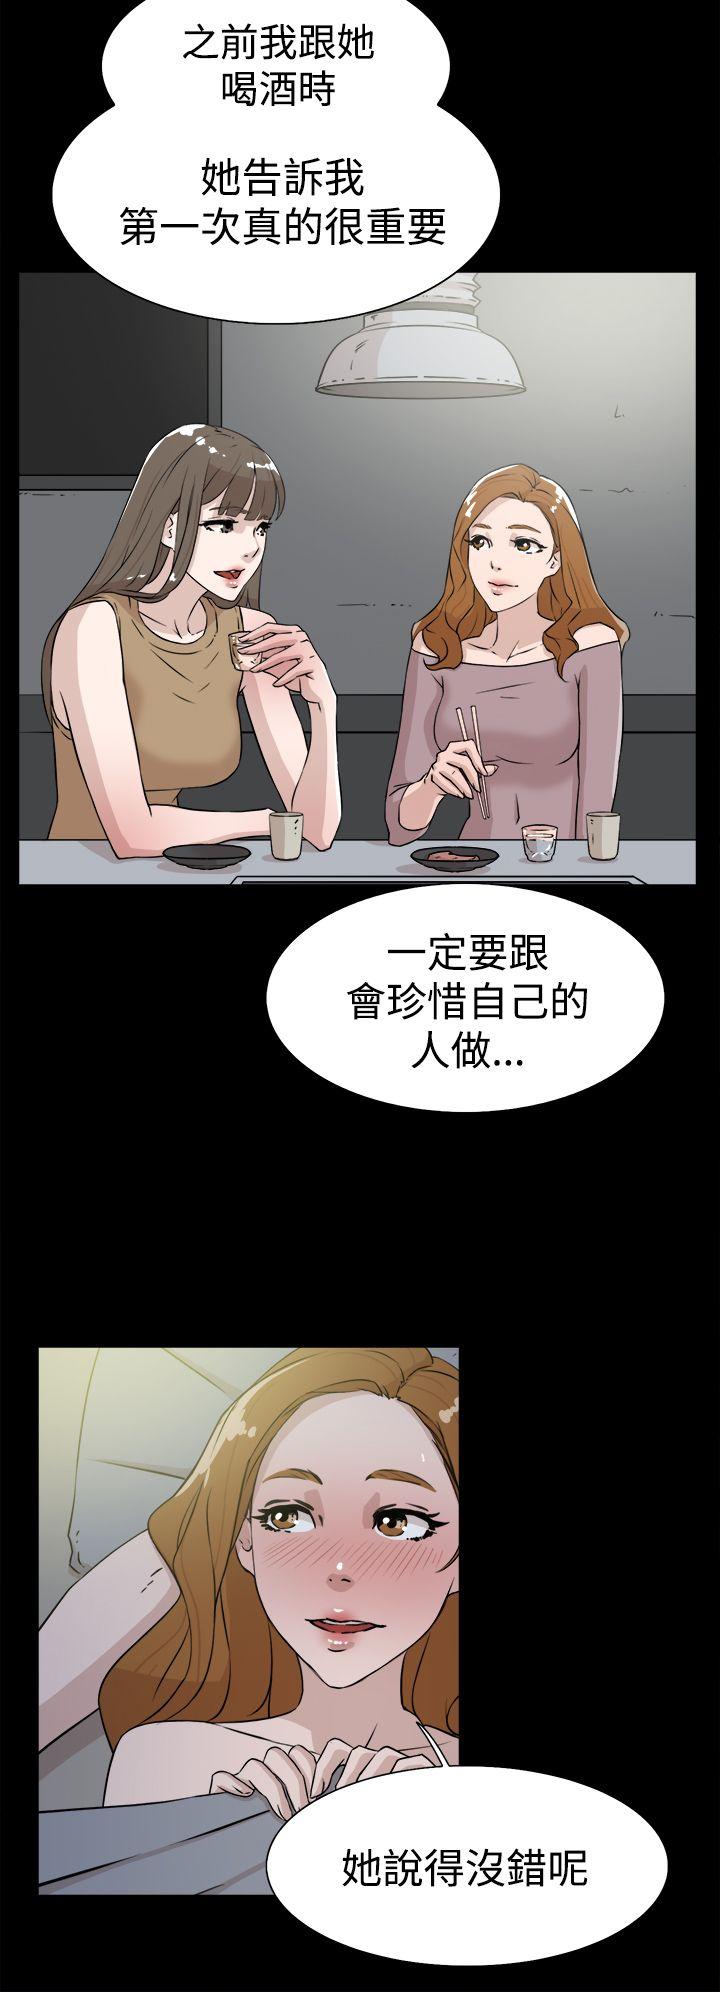 之前我跟她
喝酒時
她告訴我
第一次真的很重要
一定要跟
會珍惜自己的
人做...
她說得沒錯呢